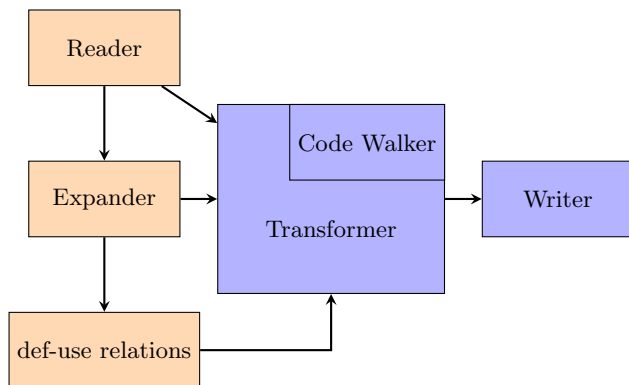 Reader
Code Walker
Expander
Writer
Transformer
def-use relations